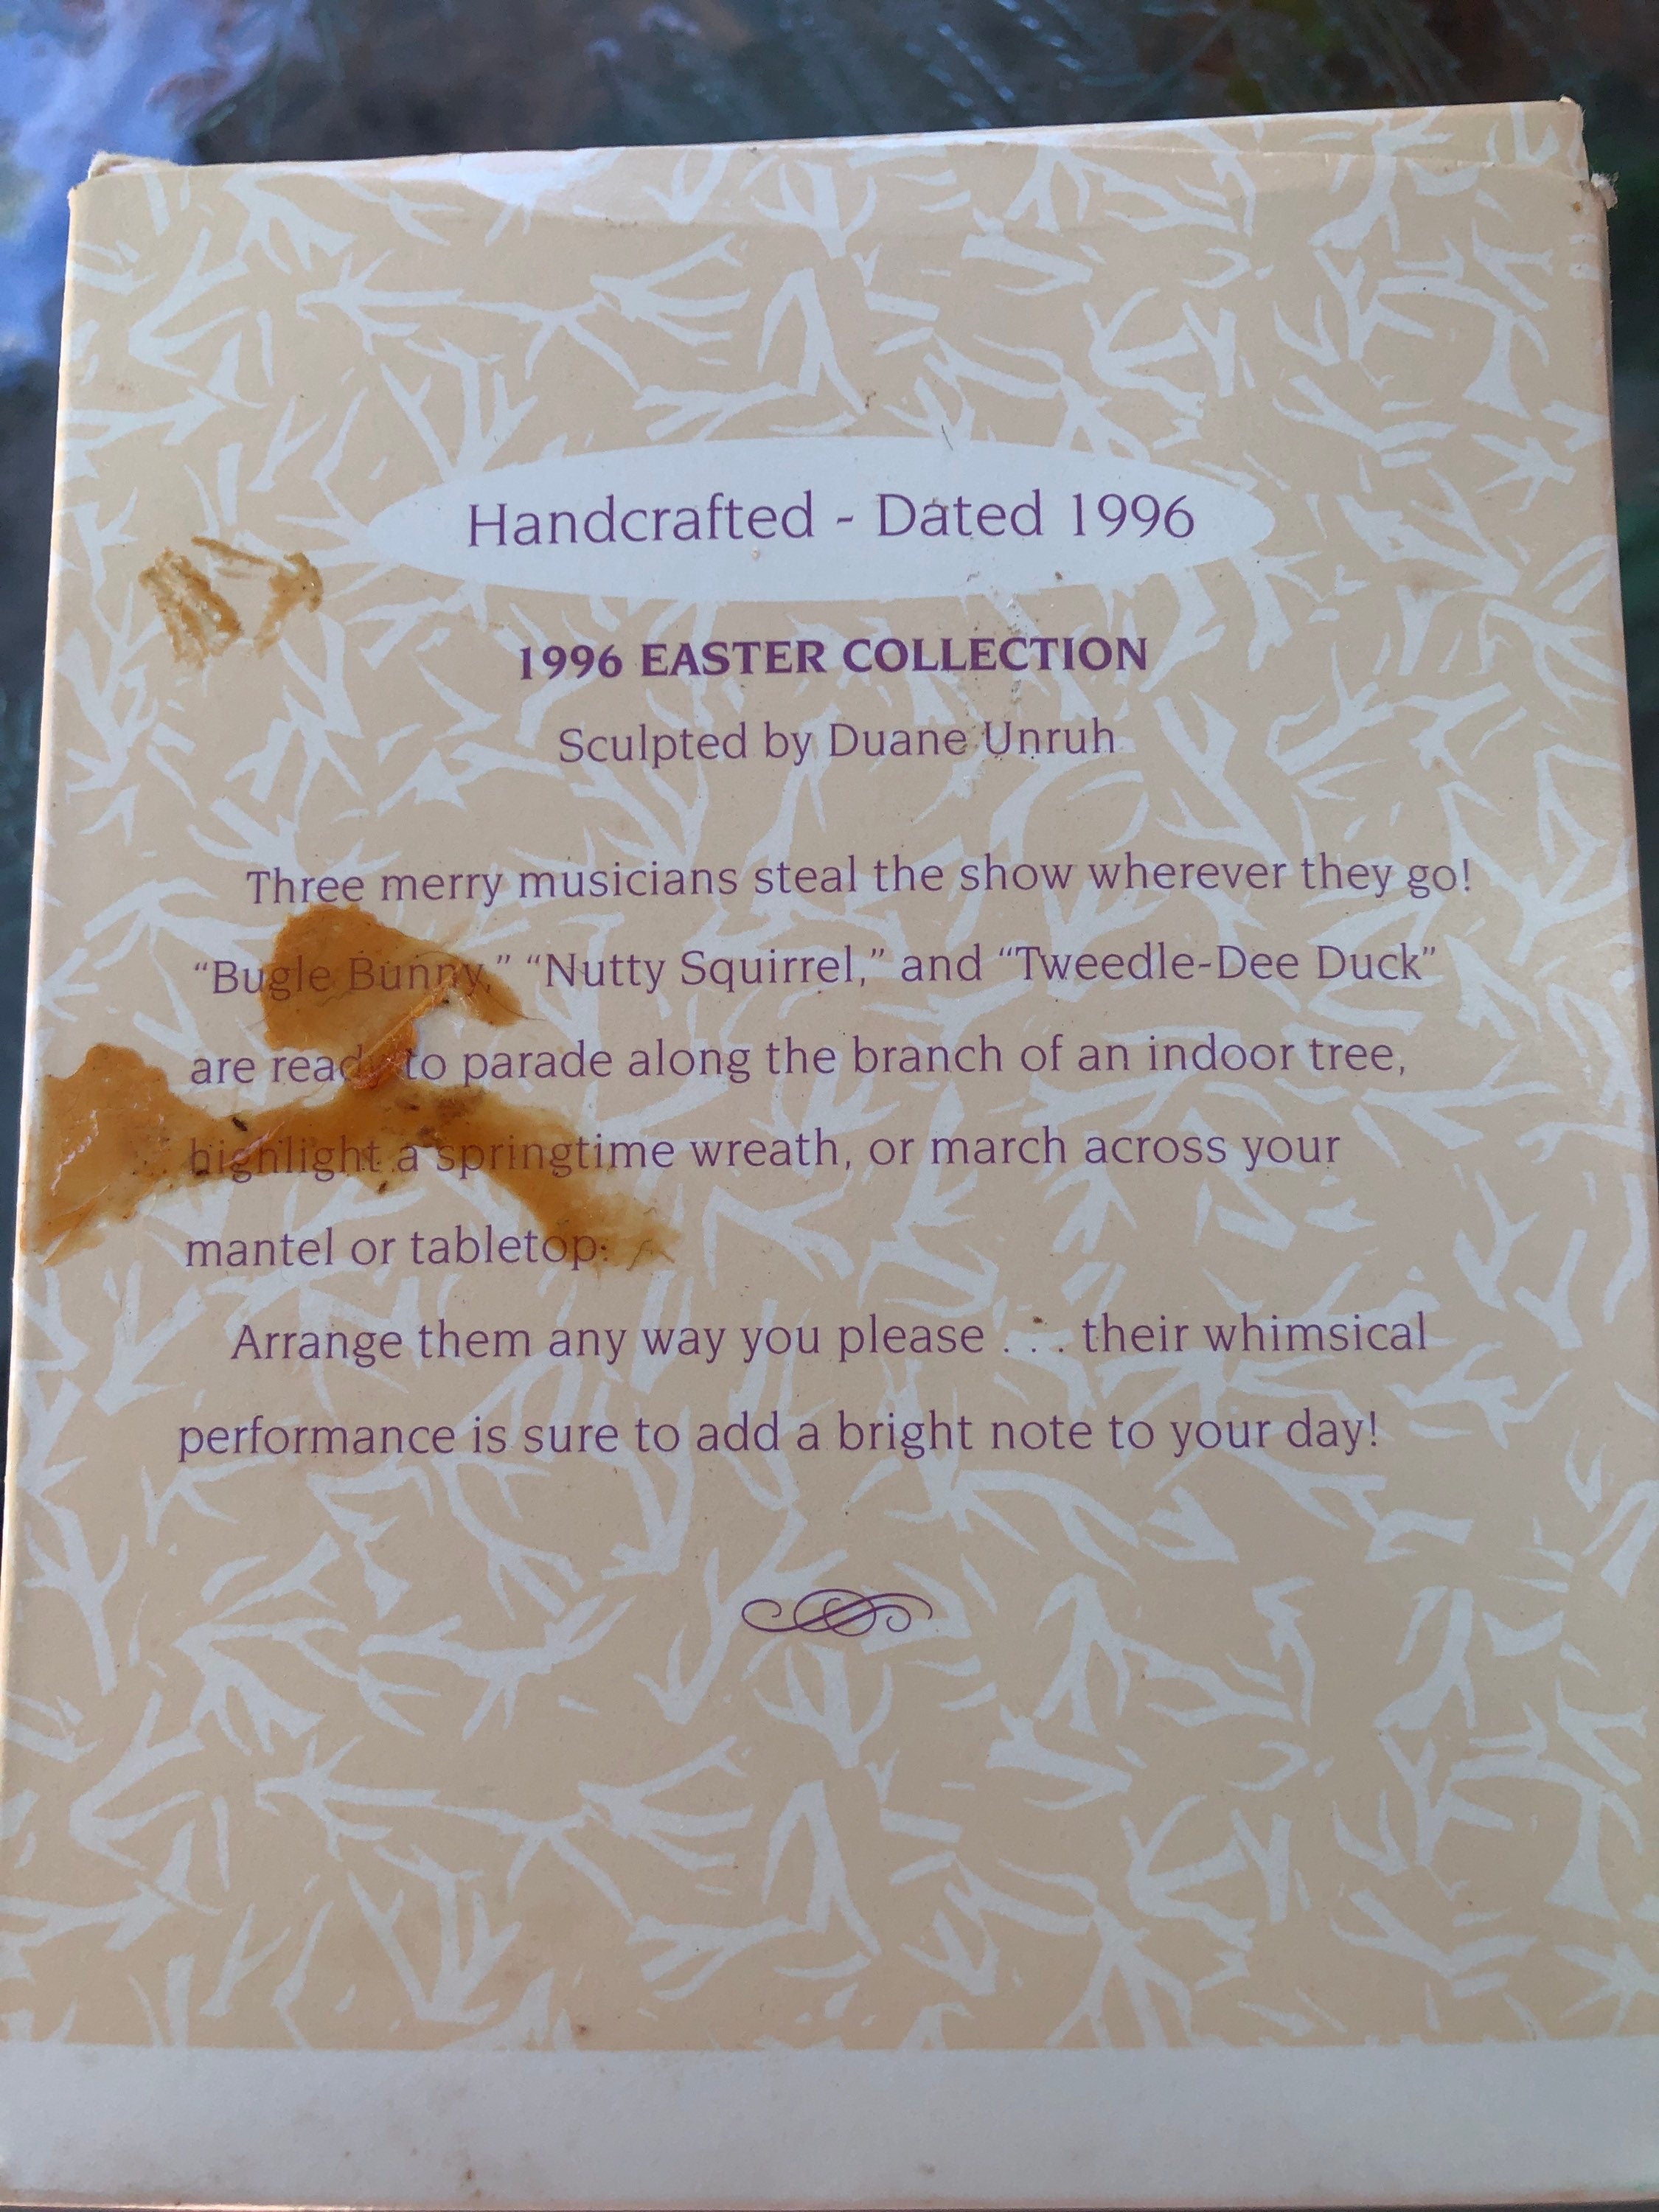 Handcrafted - Dated 1996
1996 EASTER COLLECTION
Sculpted by Duane Unruh
Three merry musicians steal the show wherever they go!
“Bugle Bunny,” “Nutty Squirrel,” and “Tweedle-Dee Duck”
are ready to parade along the branch of an indoor tree,
highlight a springtime wreath, or march across your
mantel or tabletop.
Arrange them any way you please . . . their whimsical
performance is sure to add a bright note to your day!